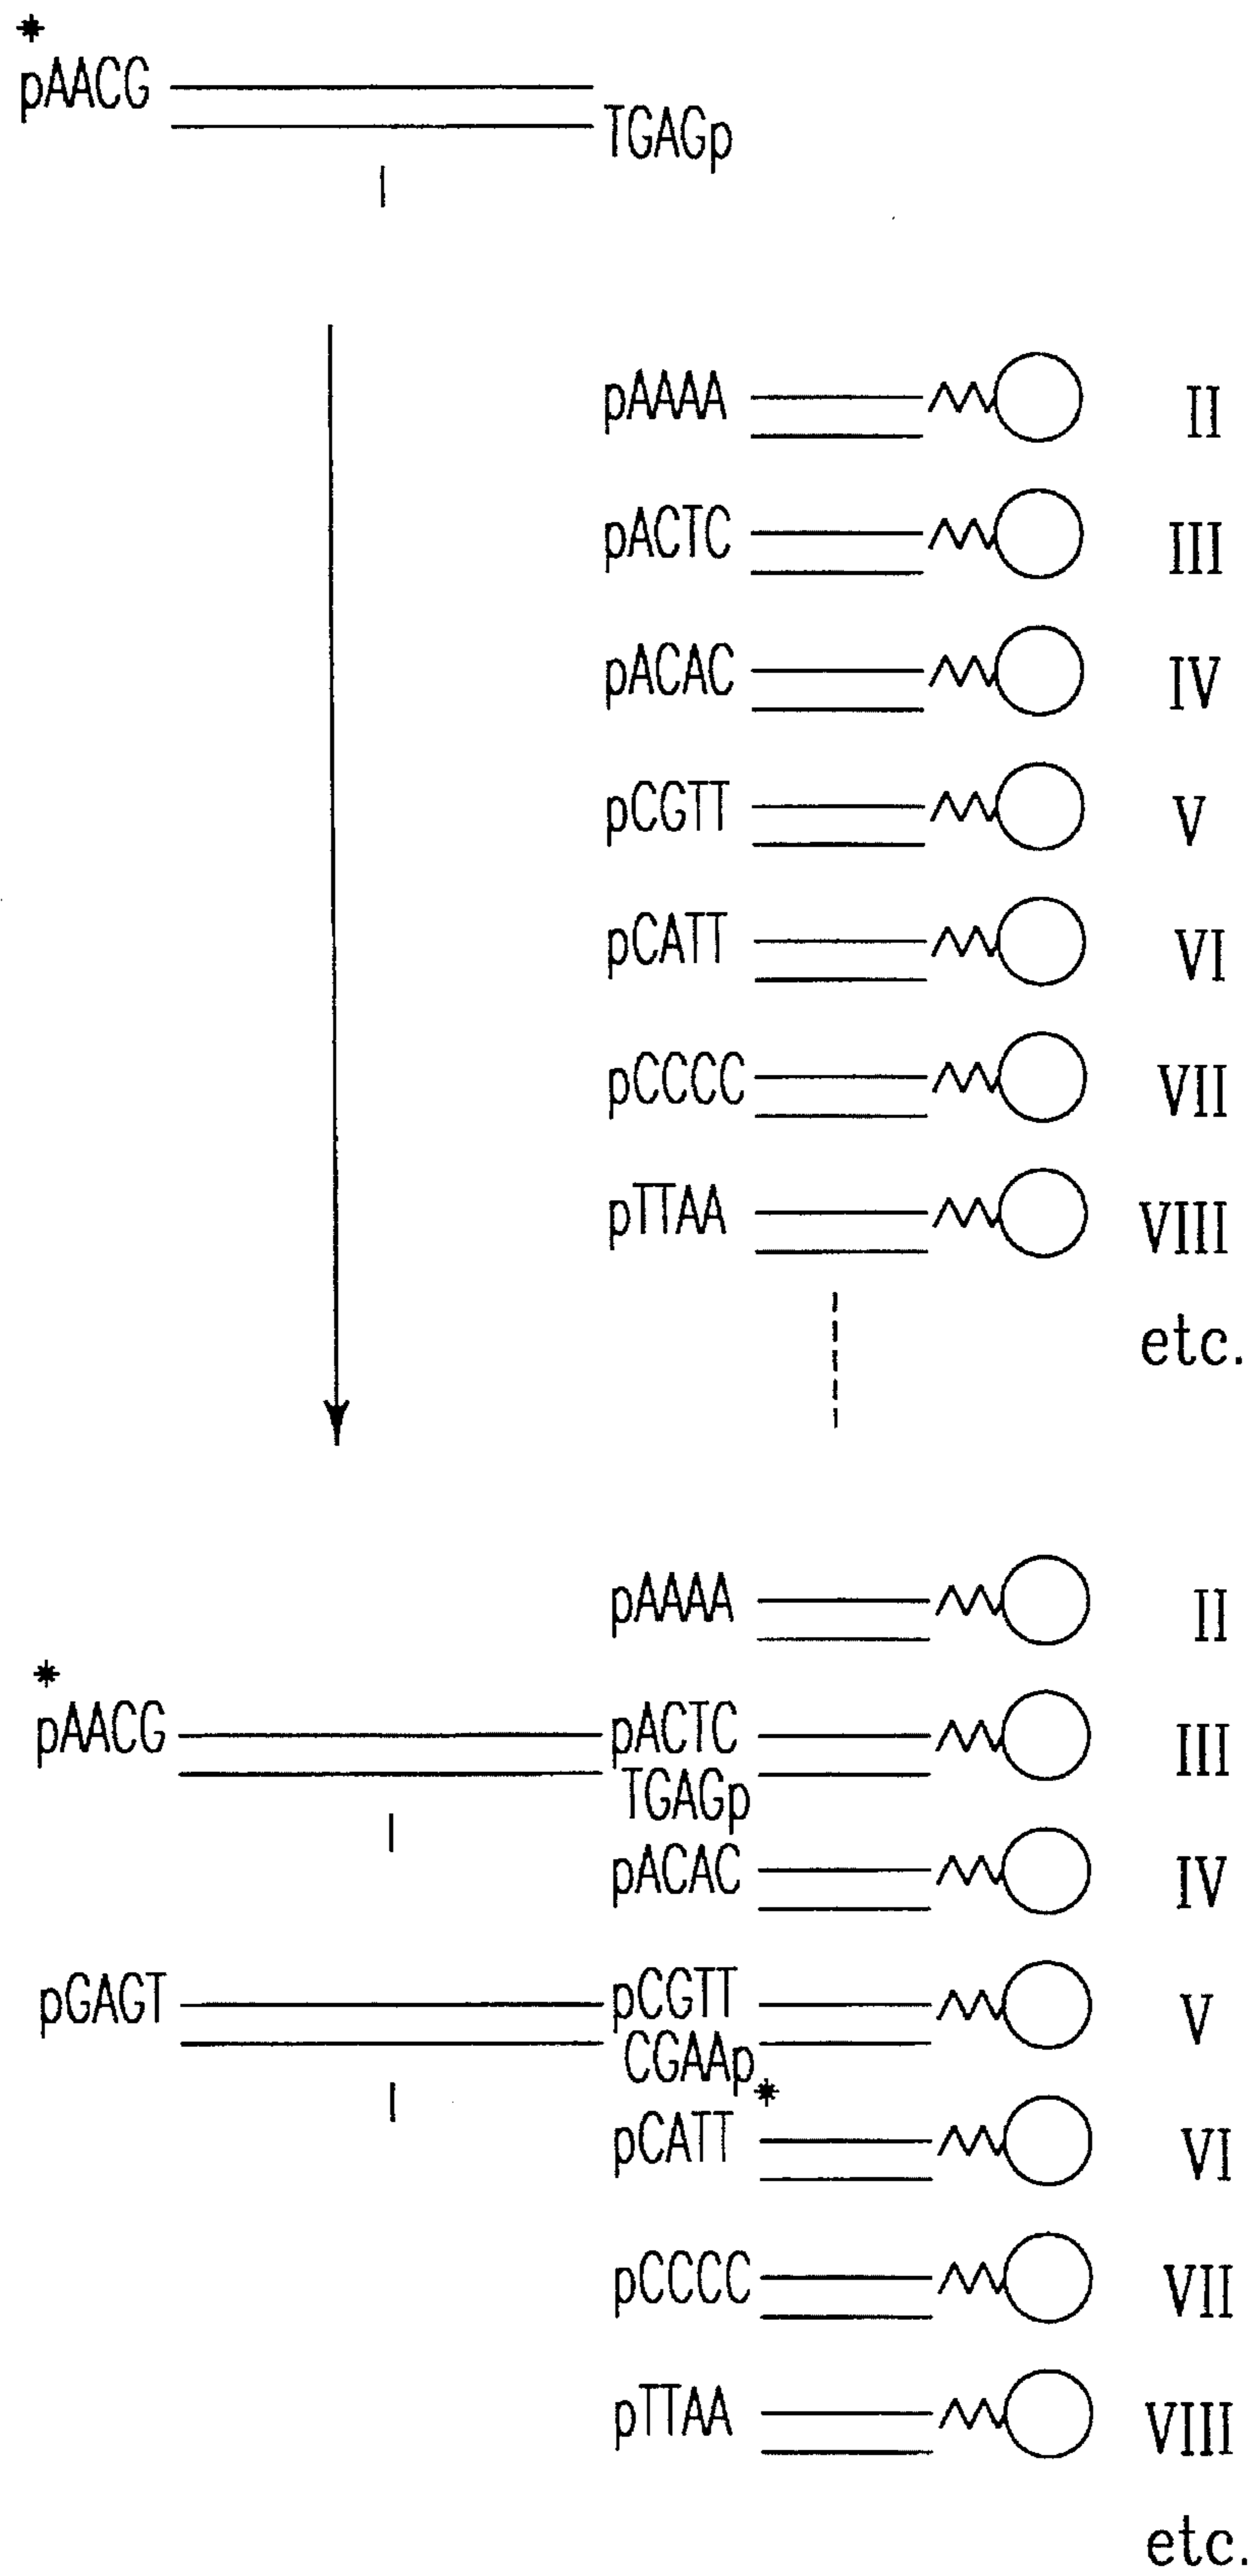 *
pAACG
TGAGp
I
pAAAA II
pACTC III
pACAC IV
pCGTT V
pCATT VI
pCCCC VII
pTTAA VIII
etc.
pAAAA II
*
pAACG pACTC III
TGAGp
I
pACAC IV
pGAGT pCGTT V
CGAAp
*
I
pCATT VI
pCCCC VII
pTTAA VIII
etc.